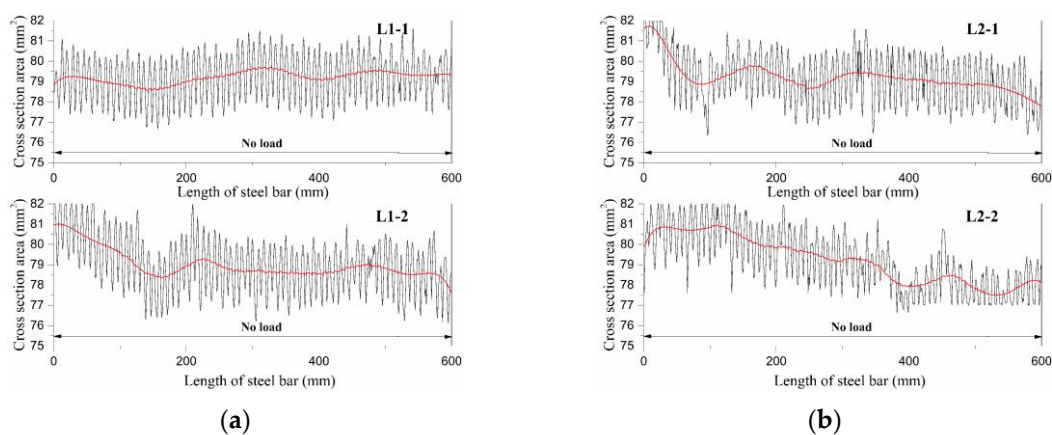 82
81
80
79
78
77
76
75
Cross section area (mm²)
L1-1
No load
0
200
400
600
Length of steel bar (mm)
82
81
80
79
78
77
76
75
Cross section area (mm²)
L1-2
No load
0
200
400
600
Length of steel bar (mm)
(a)
82
81
80
79
78
77
76
75
Cross section area (mm²)
L2-1
No load
0
200
400
600
Length of steel bar (mm)
82
81
80
79
78
77
76
75
Cross section area (mm²)
L2-2
No load
0
200
400
600
Length of steel bar (mm)
(b)